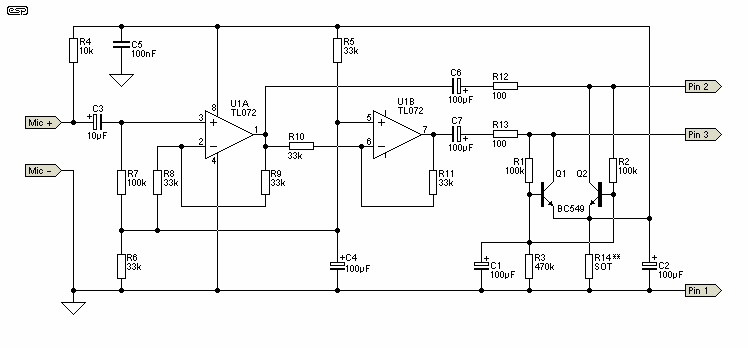 esp
R4
10k
C5
100nF
R5
33k
C6
100µF
R12
100
Pin 2
U1A
TL072
8
3
2
1
4
+
−
U1B
TL072
5
6
7
+
−
C7
100µF
R13
100
Pin 3
Mic +
C3
+
10µF
R10
33k
Mic −
R7
100k
R8
33k
R9
33k
R11
33k
R1
100k
Q1
Q2
R2
100k
BC549
R6
33k
C4
+
100µF
C1
+
100µF
R3
470k
R14**
SOT
C2
+
100µF
Pin 1